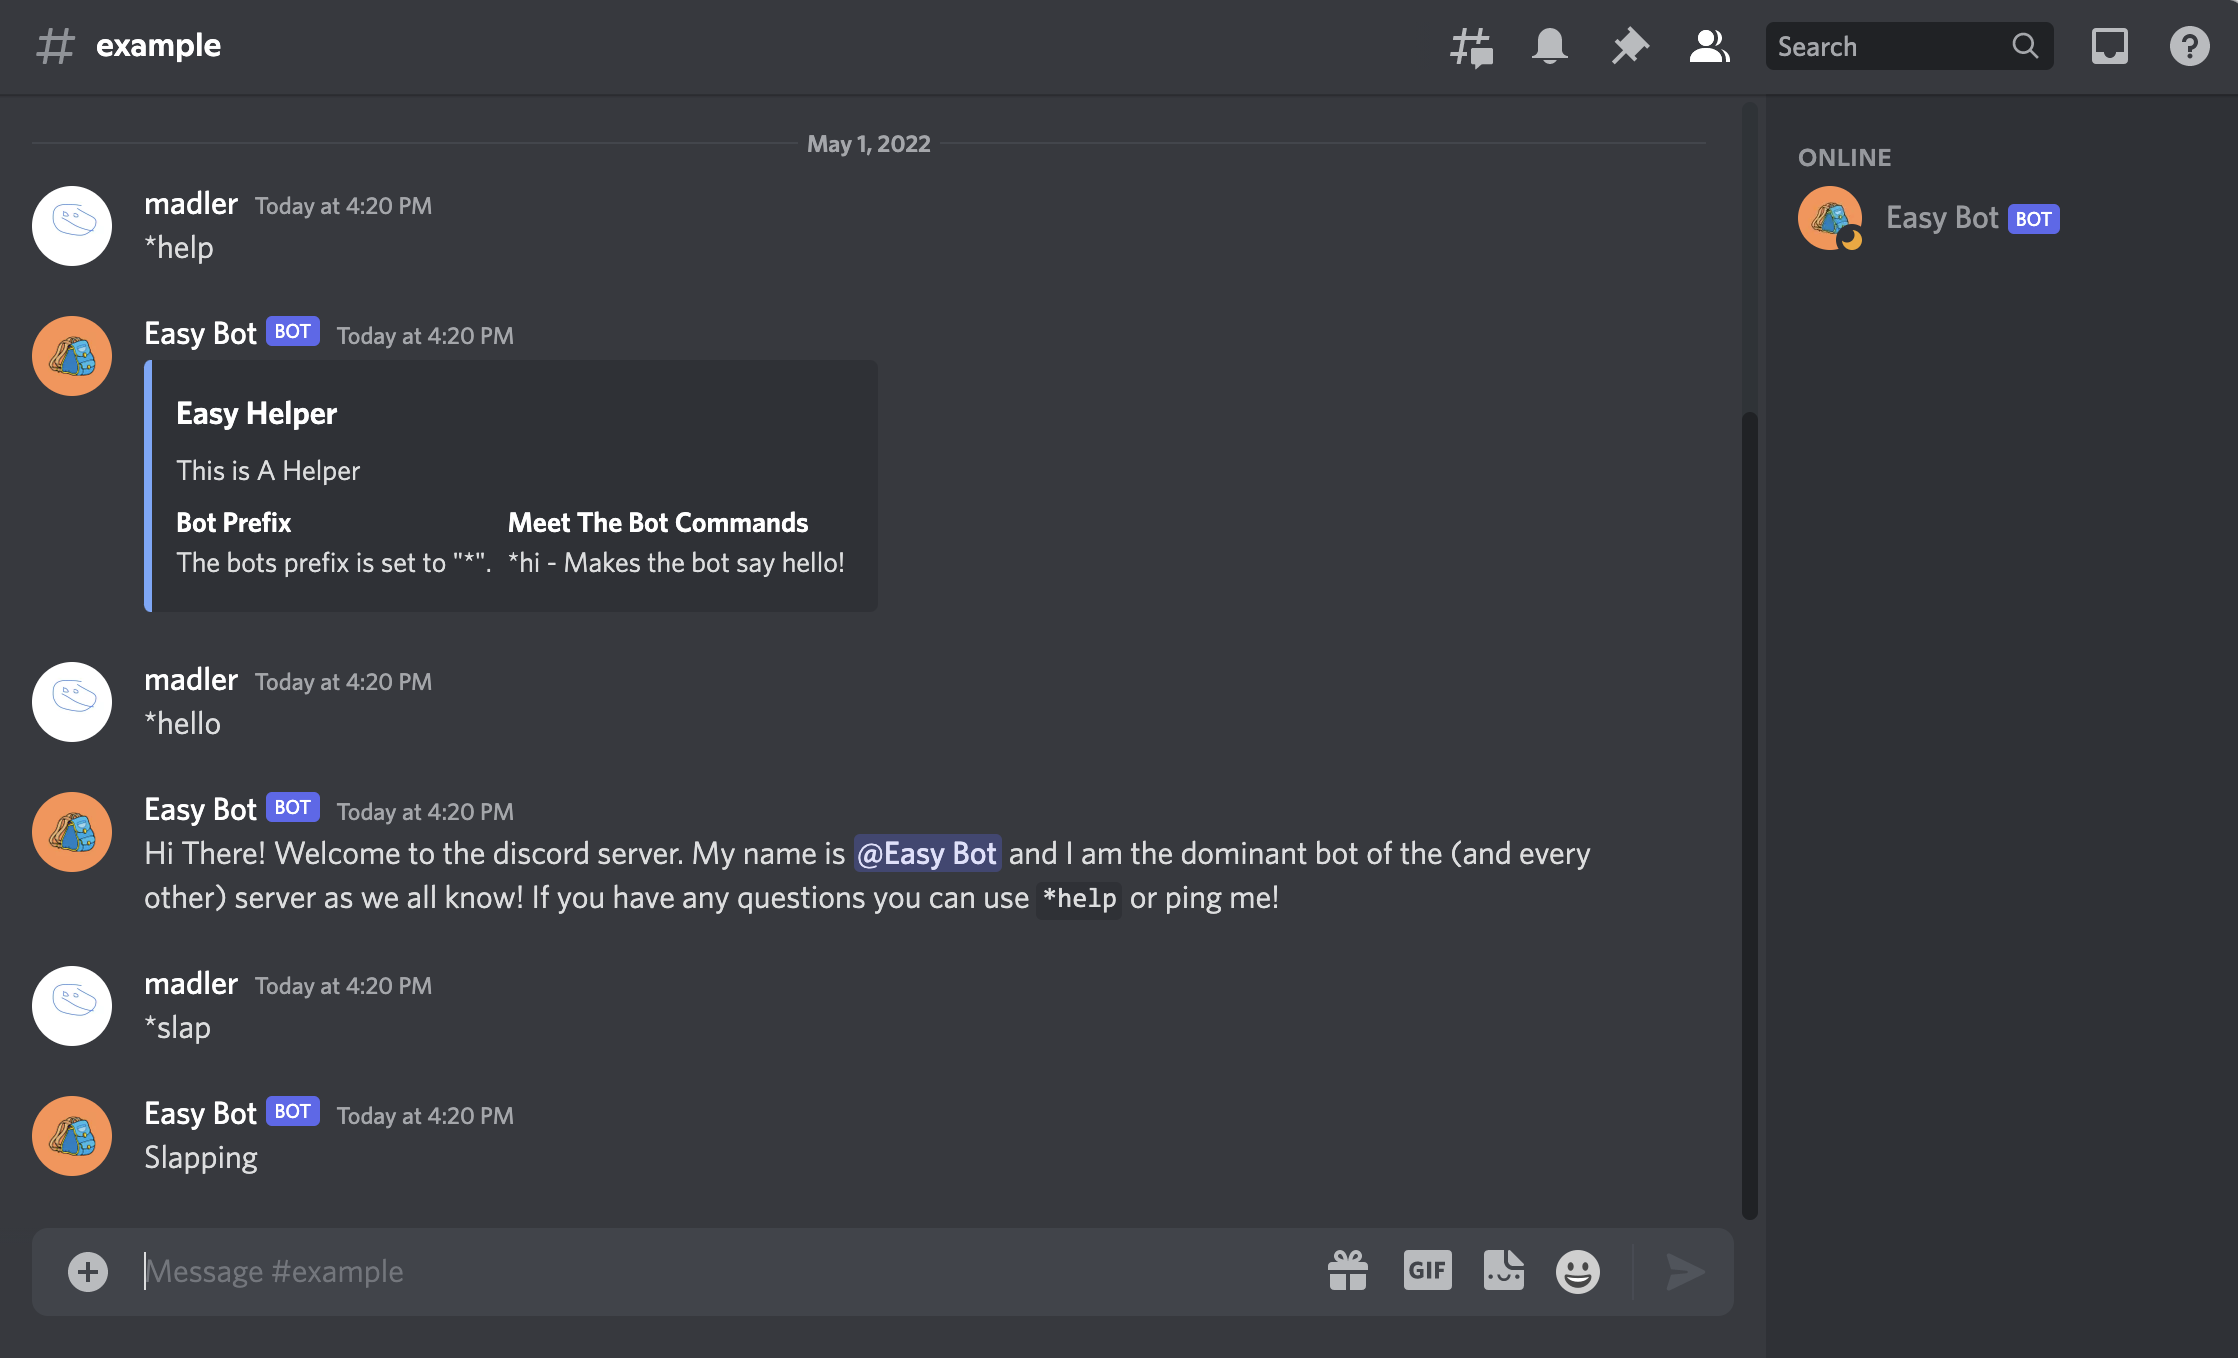 example
Search
May 1, 2022
ONLINE
Easy Bot BOT
madler Today at 4:20 PM
*help
Easy Bot BOT Today at 4:20 PM
Easy Helper
This is A Helper
Bot Prefix Meet The Bot Commands
The bots prefix is set to "*". *hi - Makes the bot say hello!
madler Today at 4:20 PM
*hello
Easy Bot BOT Today at 4:20 PM
Hi There! Welcome to the discord server. My name is @Easy Bot and I am the dominant bot of the (and every
other) server as we all know! If you have any questions you can use *help or ping me!
madler Today at 4:20 PM
*slap
Easy Bot BOT Today at 4:20 PM
Slapping
Message #example
GIF